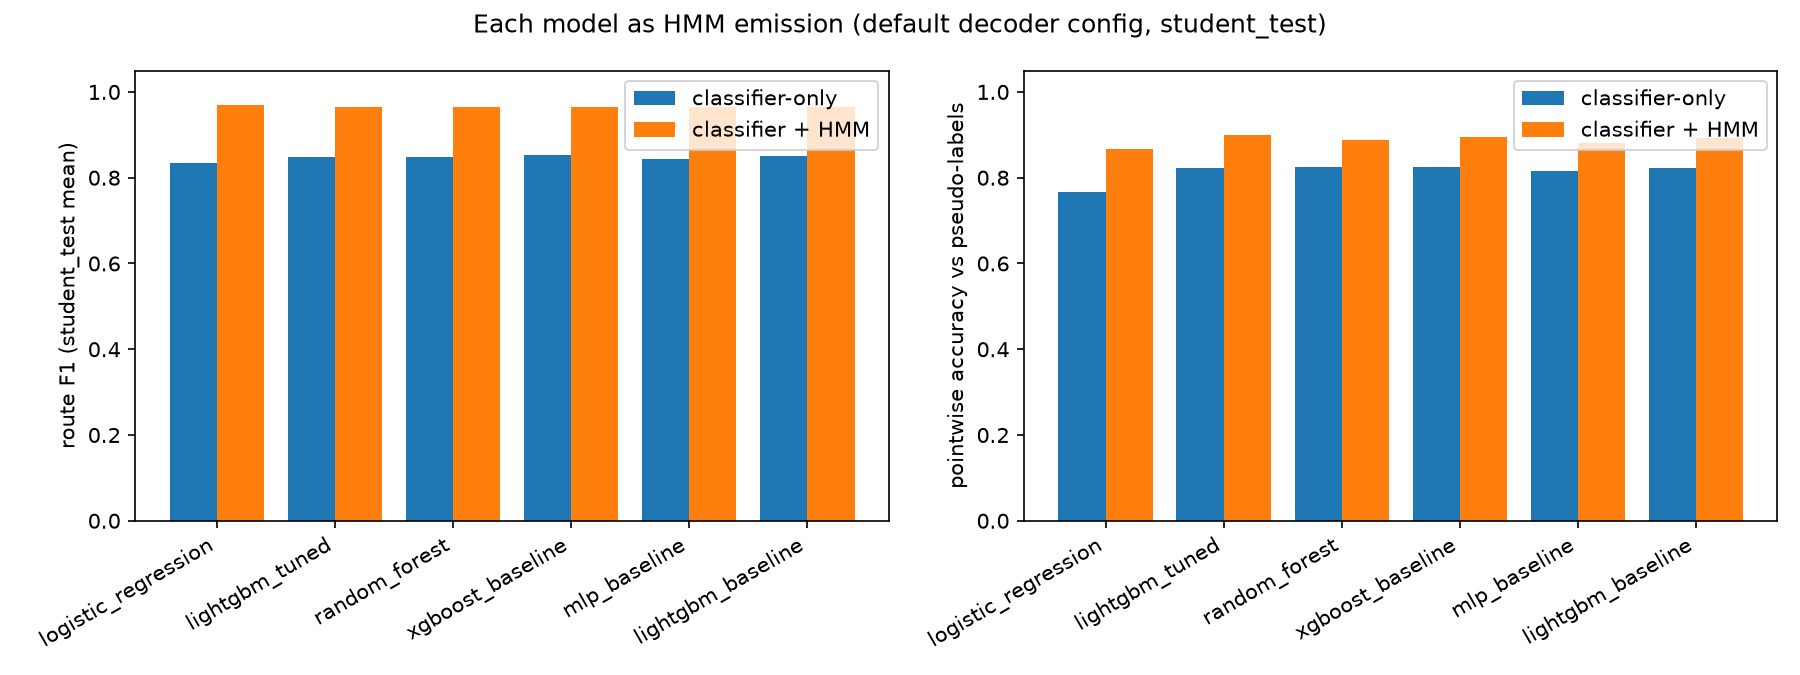 Each model as HMM emission (default decoder config, student_test)
route F1 (student_test mean)
1.0
0.8
0.6
0.4
0.2
0.0
classifier-only
classifier + HMM
logistic_regression
lightgbm_tuned
random_forest
xgboost_baseline
mlp_baseline
lightgbm_baseline
pointwise accuracy vs pseudo-labels
1.0
0.8
0.6
0.4
0.2
0.0
classifier-only
classifier + HMM
logistic_regression
lightgbm_tuned
random_forest
xgboost_baseline
mlp_baseline
lightgbm_baseline